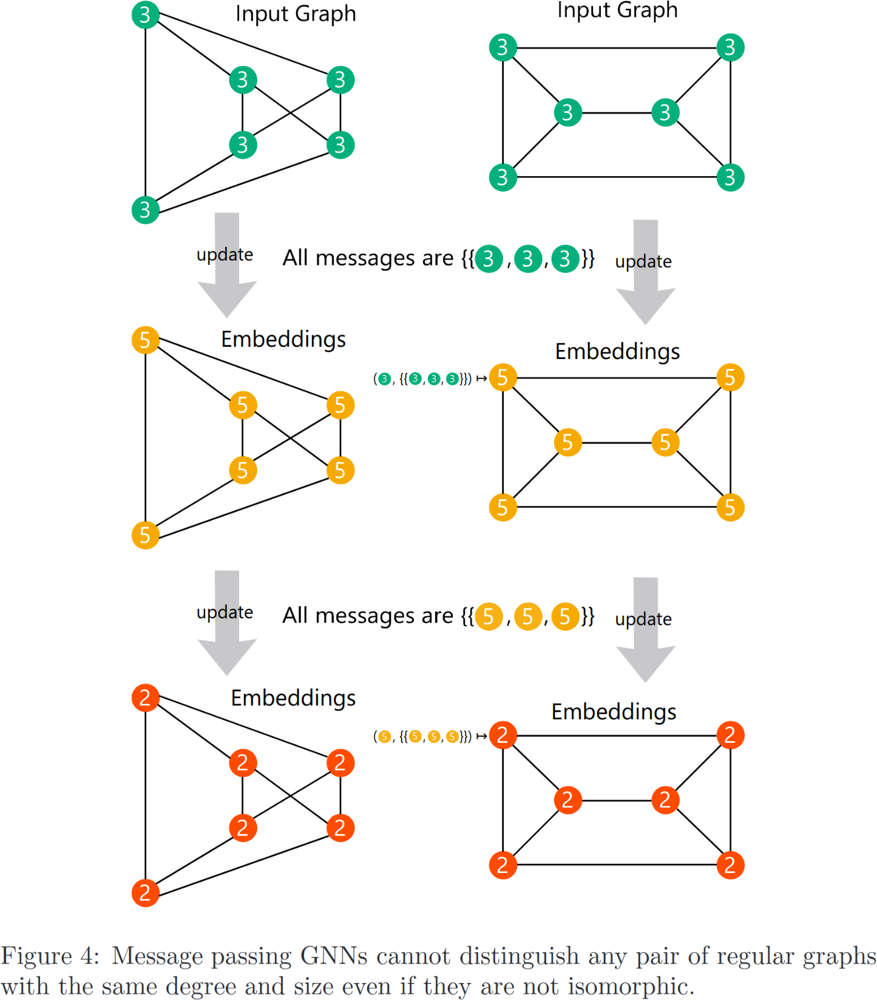 Input Graph
Input Graph
3
3
3
3
3
3
3
3
3
3
3
3
update
All messages are {{3,3,3}}
update
Embeddings
Embeddings
(3, {{3,3,3}}) ↦
5
5
5
5
5
5
5
5
5
5
5
5
update
All messages are {{5,5,5}}
update
Embeddings
Embeddings
(5, {{5,5,5}}) ↦
2
2
2
2
2
2
2
2
2
2
2
2
Figure 4: Message passing GNNs cannot distinguish any pair of regular graphs
with the same degree and size even if they are not isomorphic.